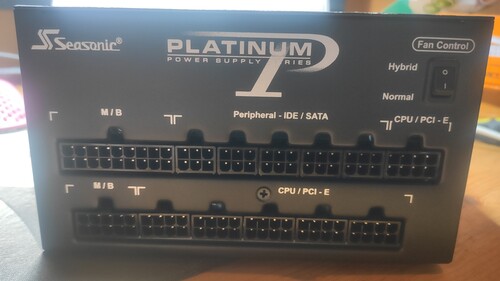 Seasonic®
PLATINUM
POWER SUPPLY SERIES
P
Fan Control
Hybrid
O
I
Normal
M / B
Peripheral - IDE / SATA
CPU / PCI - E
M / B
CPU / PCI - E